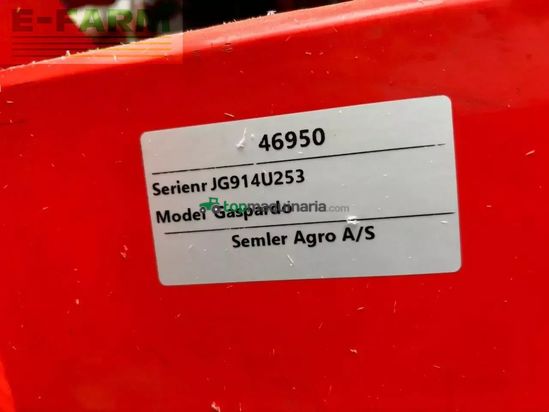 E-FARM
46950
Serienr JG914U253
topmaquinaria.com
Model Gaspardo
Semler Agro A/S